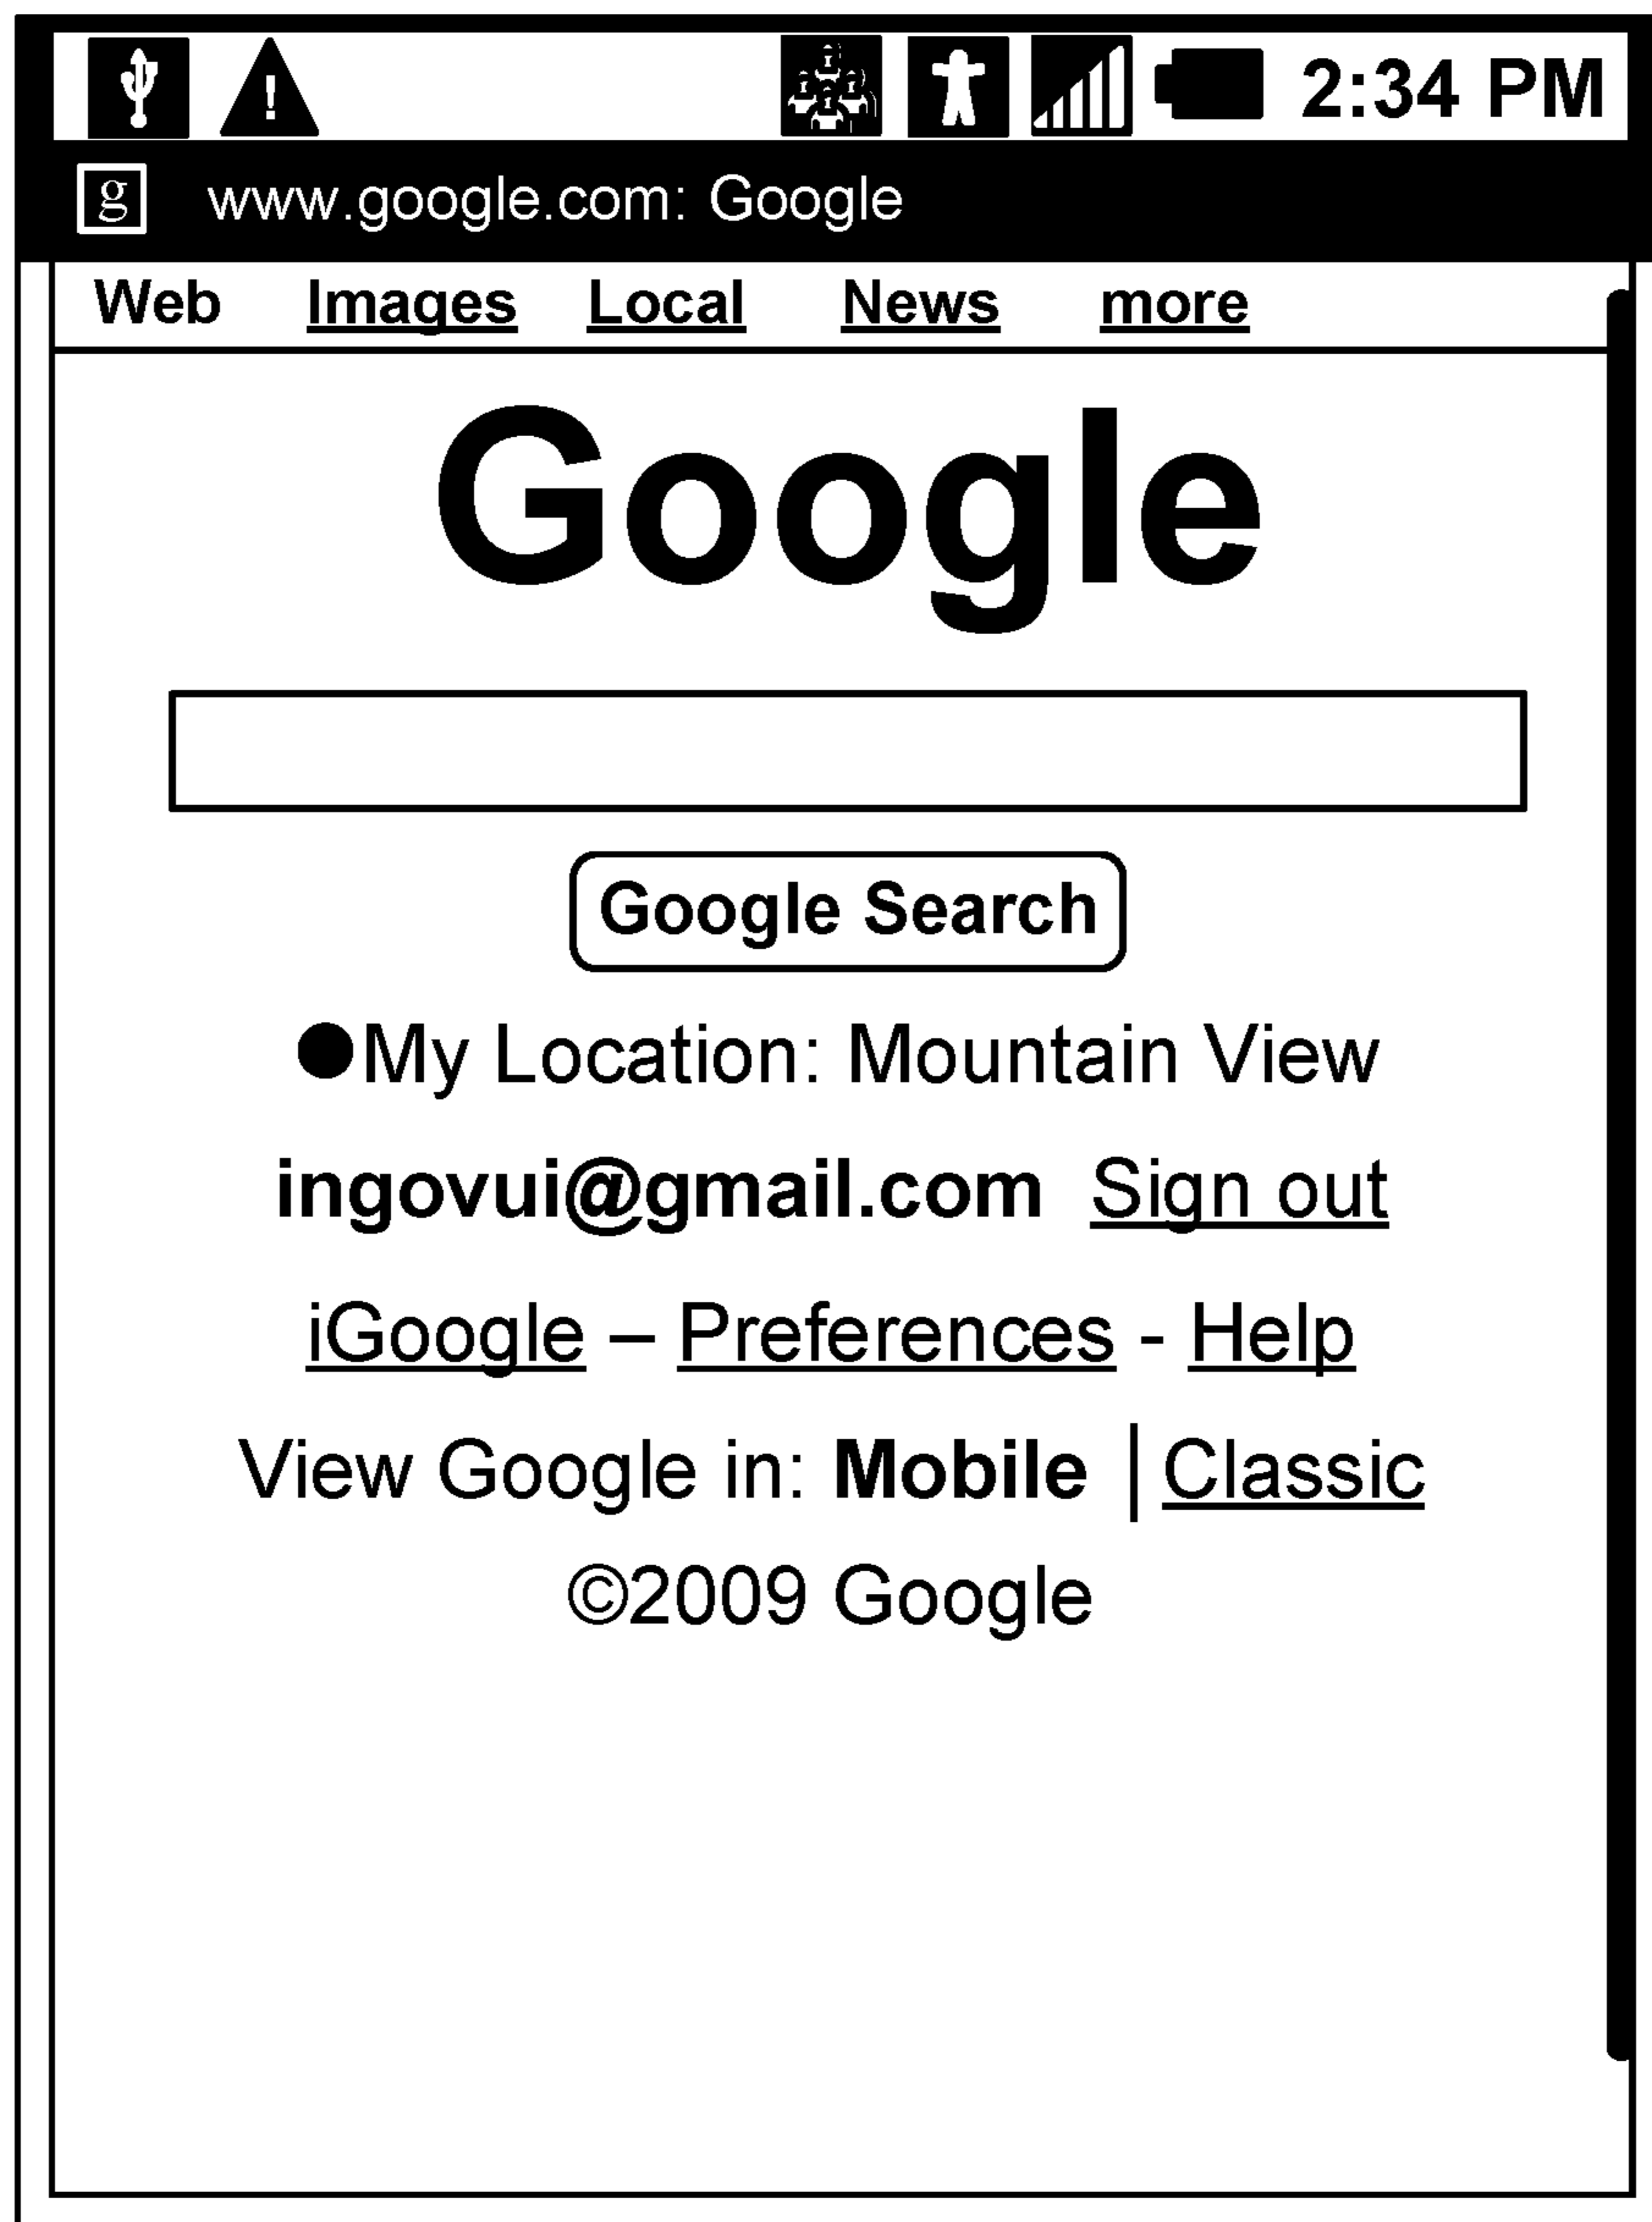 2:34 PM
g www.google.com: Google
Web Images Local News more
Google
Google Search
My Location: Mountain View
ingovui@gmail.com Sign out
iGoogle – Preferences - Help
View Google in: Mobile | Classic
©2009 Google